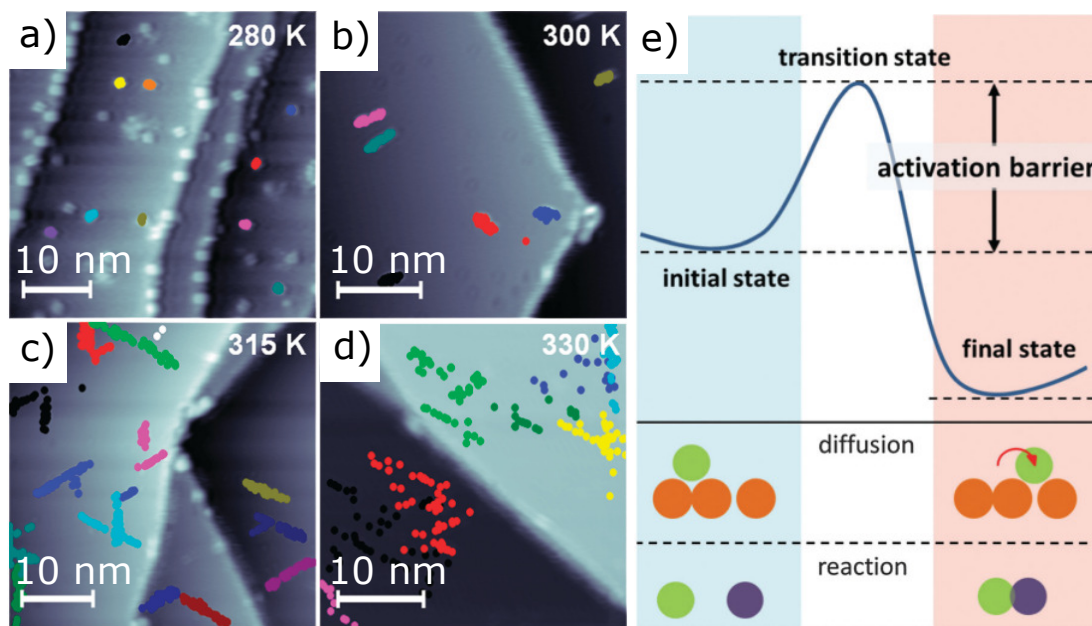 a)
280 K
10 nm
b)
300 K
10 nm
c)
315 K
10 nm
d)
330 K
10 nm
e)
transition state
activation barrier
initial state
final state
diffusion
reaction